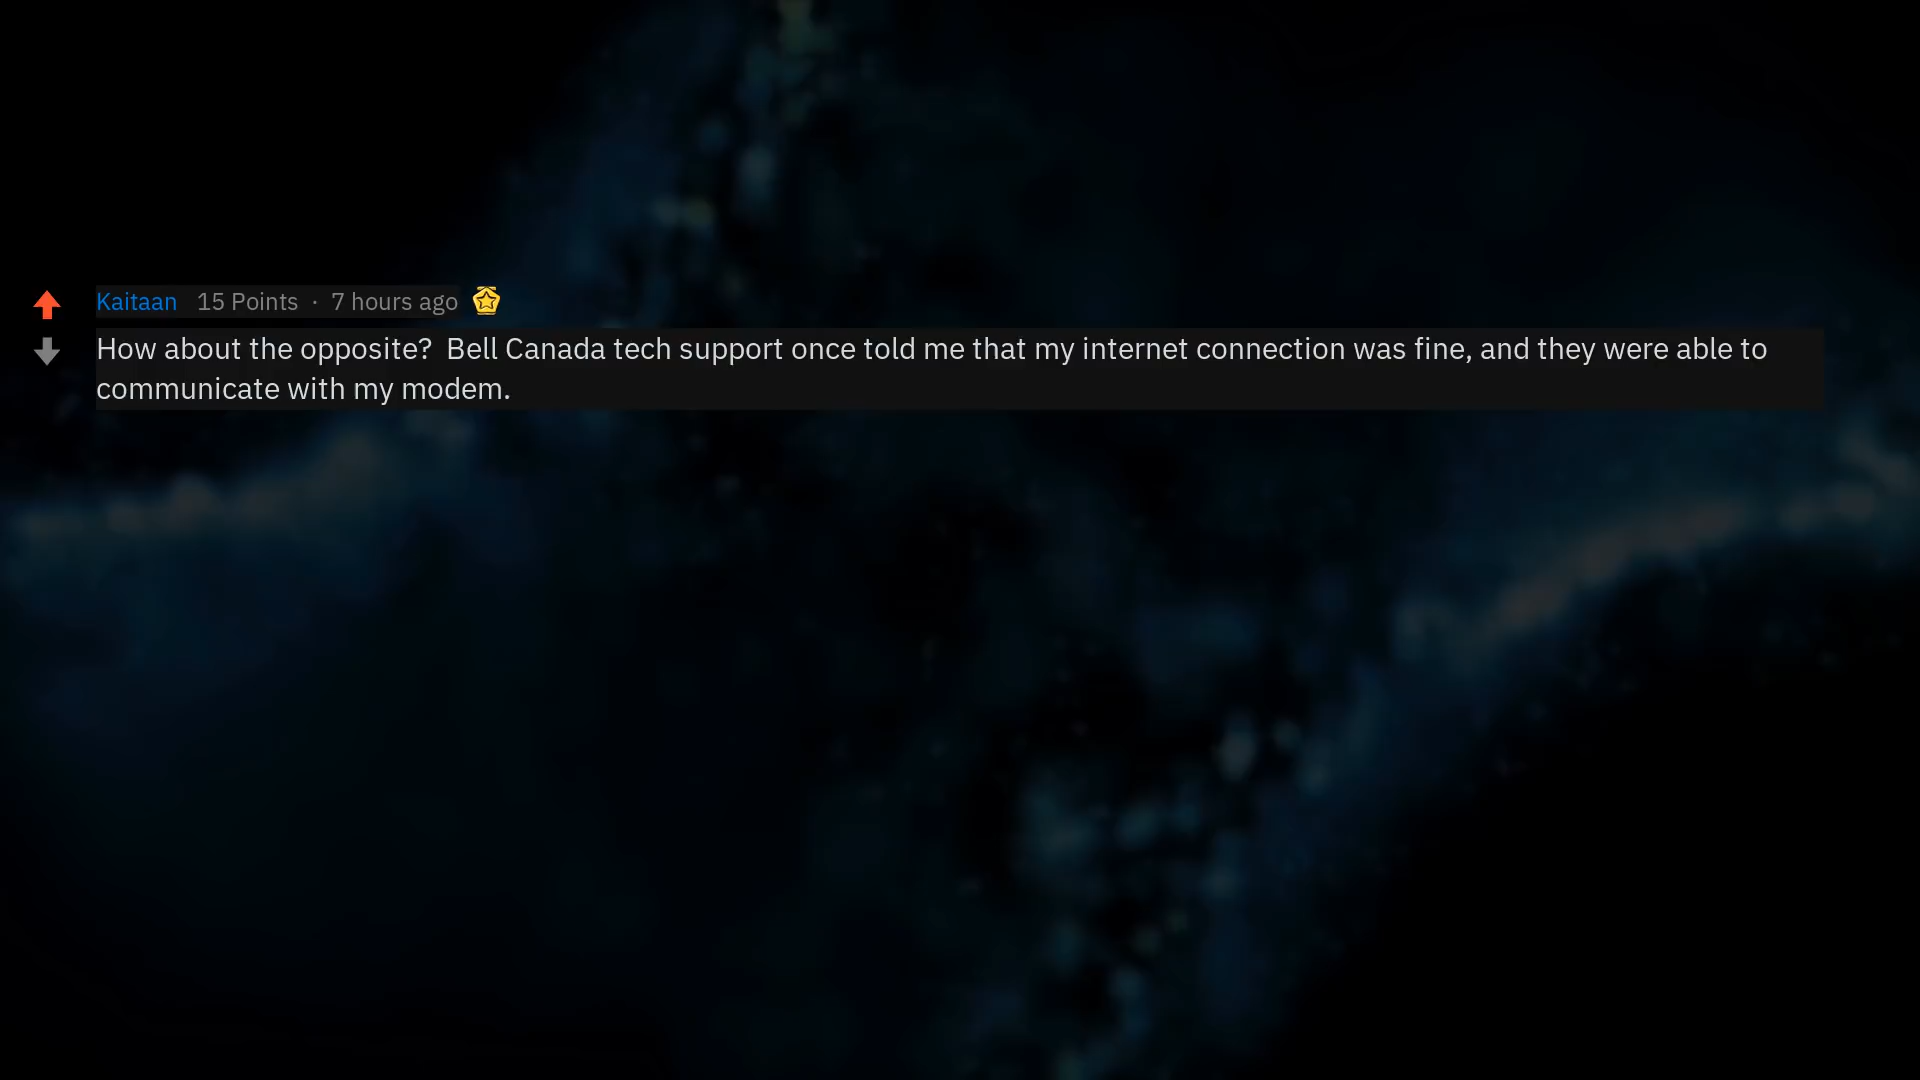 Kaitaan 15 Points · 7 hours ago
How about the opposite?  Bell Canada tech support once told me that my internet connection was fine, and they were able to
communicate with my modem.